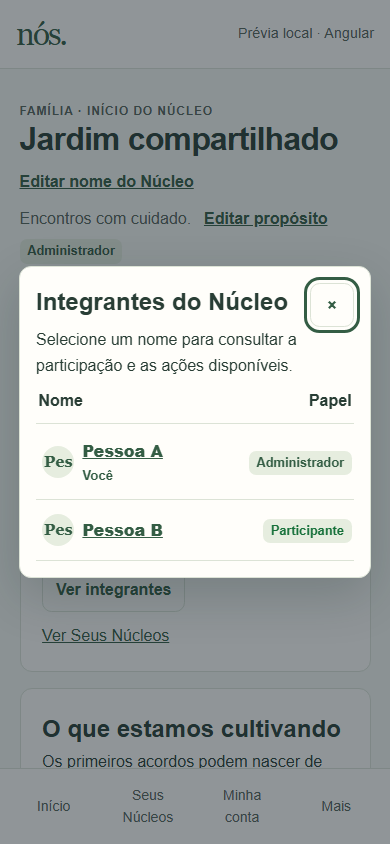 nós.
Prévia local · Angular
FAMÍLIA · INÍCIO DO NÚCLEO
Jardim compartilhado
Editar nome do Núcleo
Encontros com cuidado. Editar propósito
Administrador
Integrantes do Núcleo
×
Selecione um nome para consultar a
participação e as ações disponíveis.
Nome Papel
Pes Pessoa A
Você
Administrador
Pes Pessoa B
Participante
Ver integrantes
Ver Seus Núcleos
O que estamos cultivando
Os primeiros acordos podem nascer de
Início
Seus
Núcleos
Minha
conta
Mais